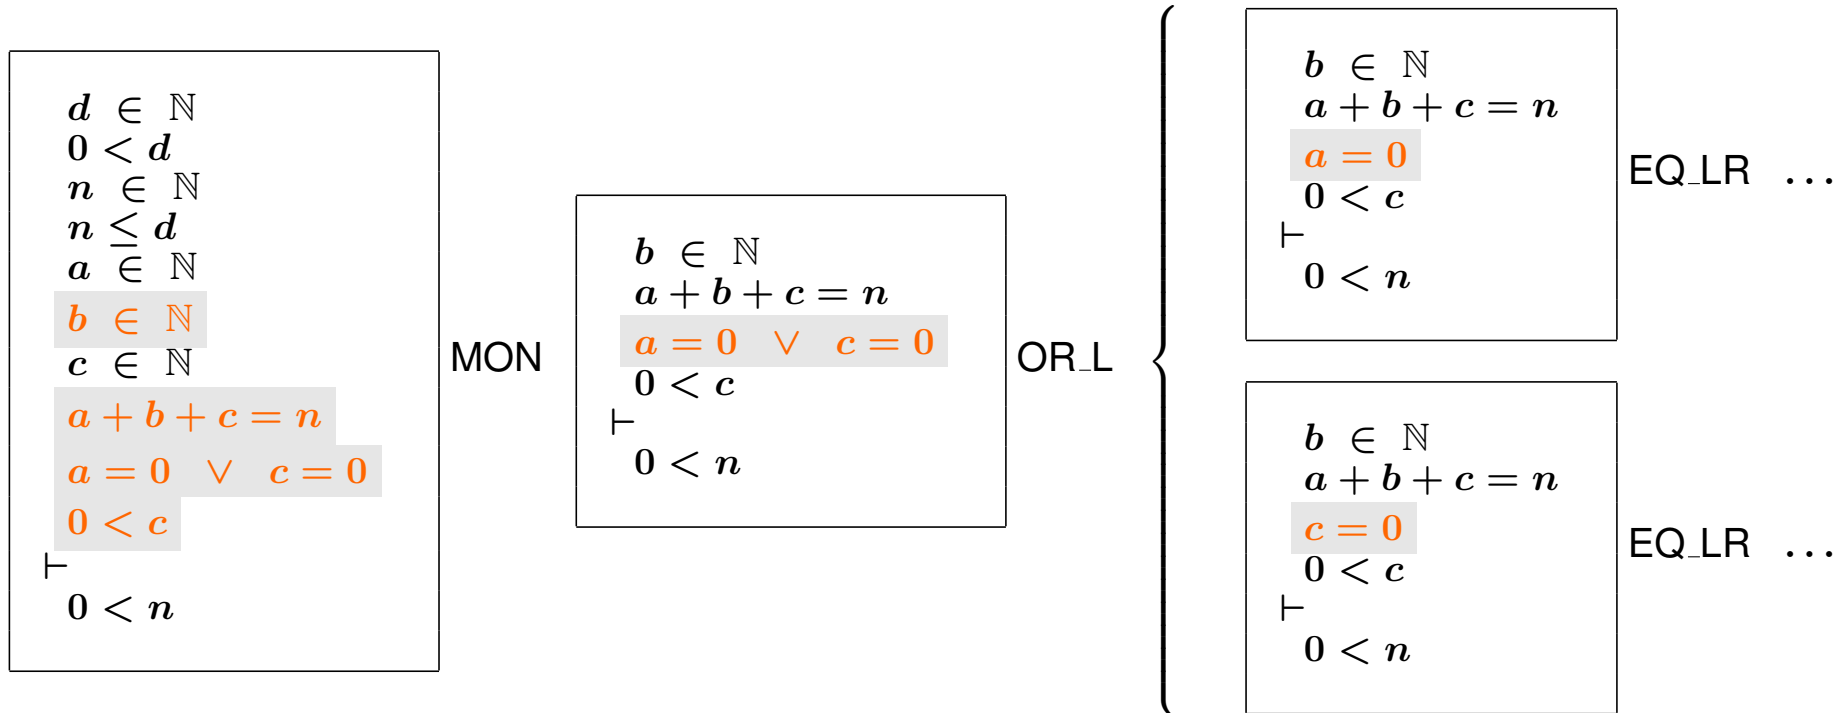 d ∈ ℕ
0 < d
n ∈ ℕ
n ≤ d
a ∈ ℕ
b ∈ ℕ
c ∈ ℕ
a + b + c = n
a = 0 ∨ c = 0
0 < c
⊢
0 < n
MON
b ∈ ℕ
a + b + c = n
a = 0 ∨ c = 0
0 < c
⊢
0 < n
OR_L
b ∈ ℕ
a + b + c = n
a = 0
0 < c
⊢
0 < n
EQ_LR ...
b ∈ ℕ
a + b + c = n
c = 0
0 < c
⊢
0 < n
EQ_LR ...